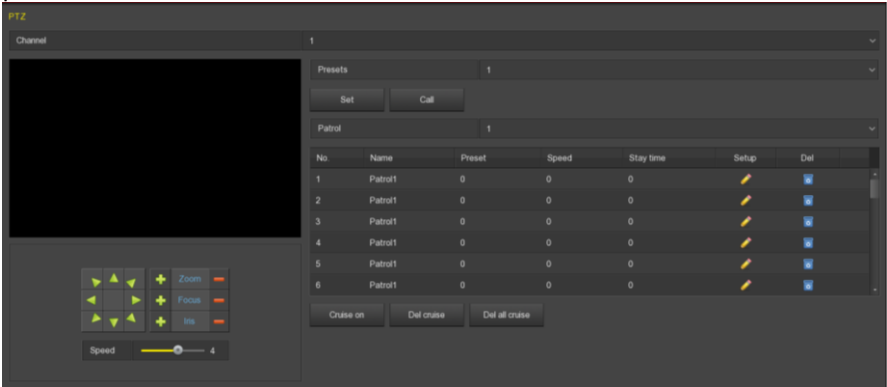 PTZ
Channel 1
Presets 1
Set Call
Patrol 1
No. Name Preset Speed Stay time Setup Del
1 Patrol1 0 0 0
2 Patrol1 0 0 0
3 Patrol1 0 0 0
4 Patrol1 0 0 0
5 Patrol1 0 0 0
6 Patrol1 0 0 0
Zoom
Focus
Iris
Speed 4
Cruise on Del cruise Del all cruise